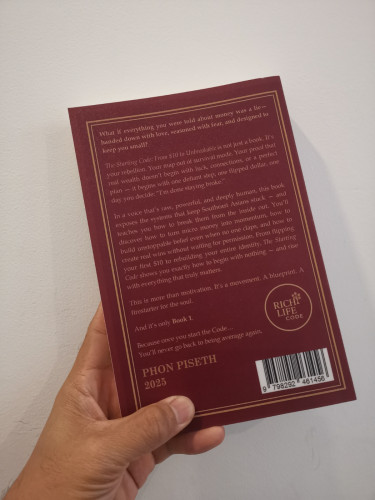 What if everything you were told about money was a lie—
handed down with love, seasoned with fear, and designed to
keep you small?
The Starting Code: From $10 to Unbreakable is not just a book. It's
your rebellion. Your map out of survival mode. Your proof that
real wealth doesn't begin with luck, connections, or a perfect
plan — it begins with one defiant step, one flipped dollar, one
day you decide "I'm done staying broke."
In a voice that's raw, powerful, and deeply human, this book
exposes the systems that keep Southeast Asians stuck — and
teaches you how to break them from the inside out. You'll
discover how to turn micro money into momentum, how to
build unstoppable belief even when no one claps, and how to
create real wins without waiting for permission. From flipping
your first $10 to rebuilding your entire identity, The Starting
Code shows you exactly how to begin with nothing — and rise
with everything that truly matters.
This is more than motivation. It's a movement. A blueprint. A
firestarter for the soul.
And it's only Book 1.
Because once you start the Code…
You'll never go back to being average again.
PHON PISETH
2025
RICH
LIFE
CODE
9 798292 461456